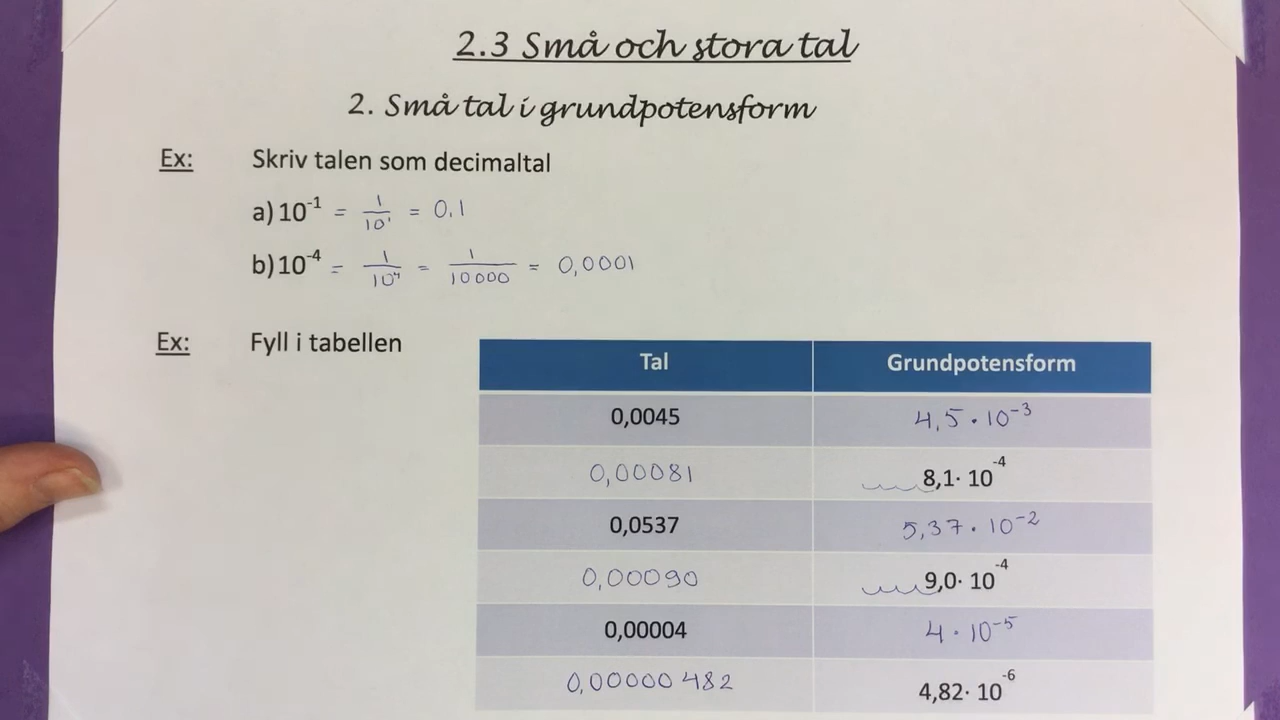 2.3 Små och stora tal
2. Små tal i grundpotensform
Ex: Skriv talen som decimaltal
a) 10⁻¹ = 1/10¹ = 0.1
b) 10⁻⁴ = 1/10⁴ = 1/10000 = 0,0001
Ex: Fyll i tabellen
Tal Grundpotensform
0,0045 4,5 · 10⁻³
0,00081 8,1· 10⁻⁴
0,0537 5,37 · 10⁻²
0,00090 9,0· 10⁻⁴
0,00004 4 · 10⁻⁵
0,00000482 4,82· 10⁻⁶